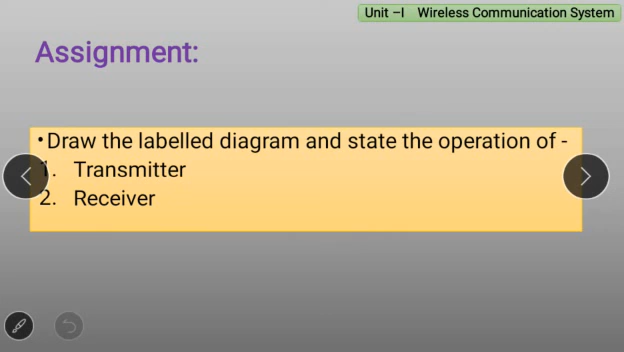 Unit –I Wireless Communication System
Assignment:
•Draw the labelled diagram and state the operation of -
1. Transmitter
2. Receiver